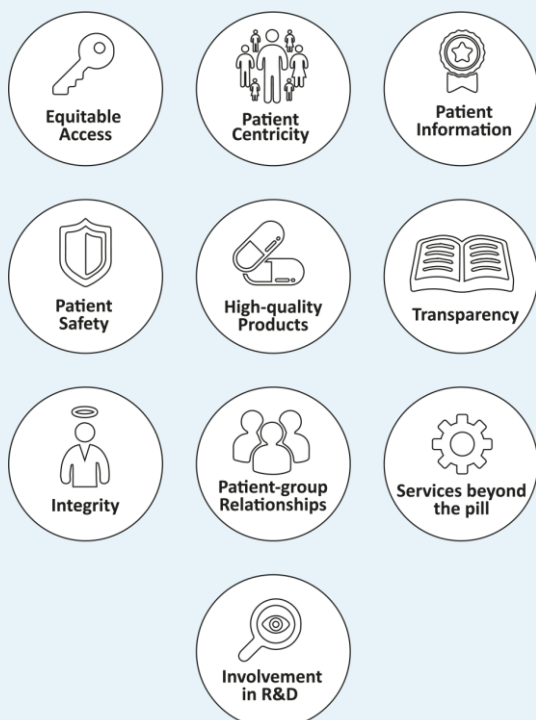 Equitable
Access
Patient
Centricity
Patient
Information
Patient
Safety
High-quality
Products
Transparency
Integrity
Patient-group
Relationships
Services beyond
the pill
Involvement
in R&D